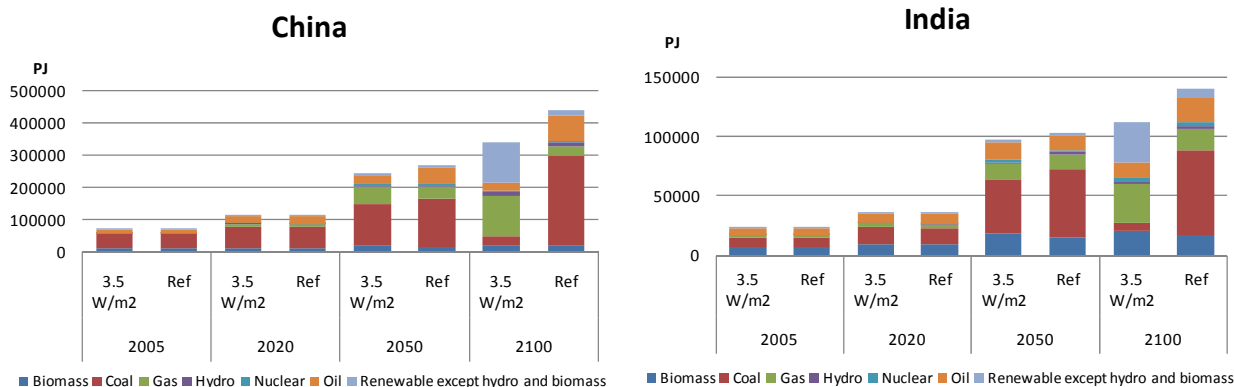 China
PJ
500000
400000
300000
200000
100000
0
3.5 W/m2 Ref 3.5 W/m2 Ref 3.5 W/m2 Ref 3.5 W/m2 Ref
2005 2020 2050 2100
Biomass Coal Gas Hydro Nuclear Oil Renewable except hydro and biomass
India
PJ
150000
100000
50000
0
3.5 W/m2 Ref 3.5 W/m2 Ref 3.5 W/m2 Ref 3.5 W/m2 Ref
2005 2020 2050 2100
Biomass Coal Gas Hydro Nuclear Oil Renewable except hydro and biomass